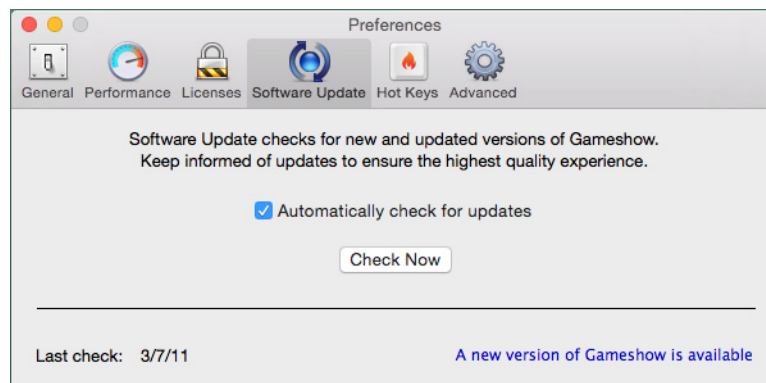 Preferences
General Performance Licenses Software Update Hot Keys Advanced
Software Update checks for new and updated versions of Gameshow.
Keep informed of updates to ensure the highest quality experience.
Automatically check for updates
Check Now
Last check: 3/7/11 A new version of Gameshow is available